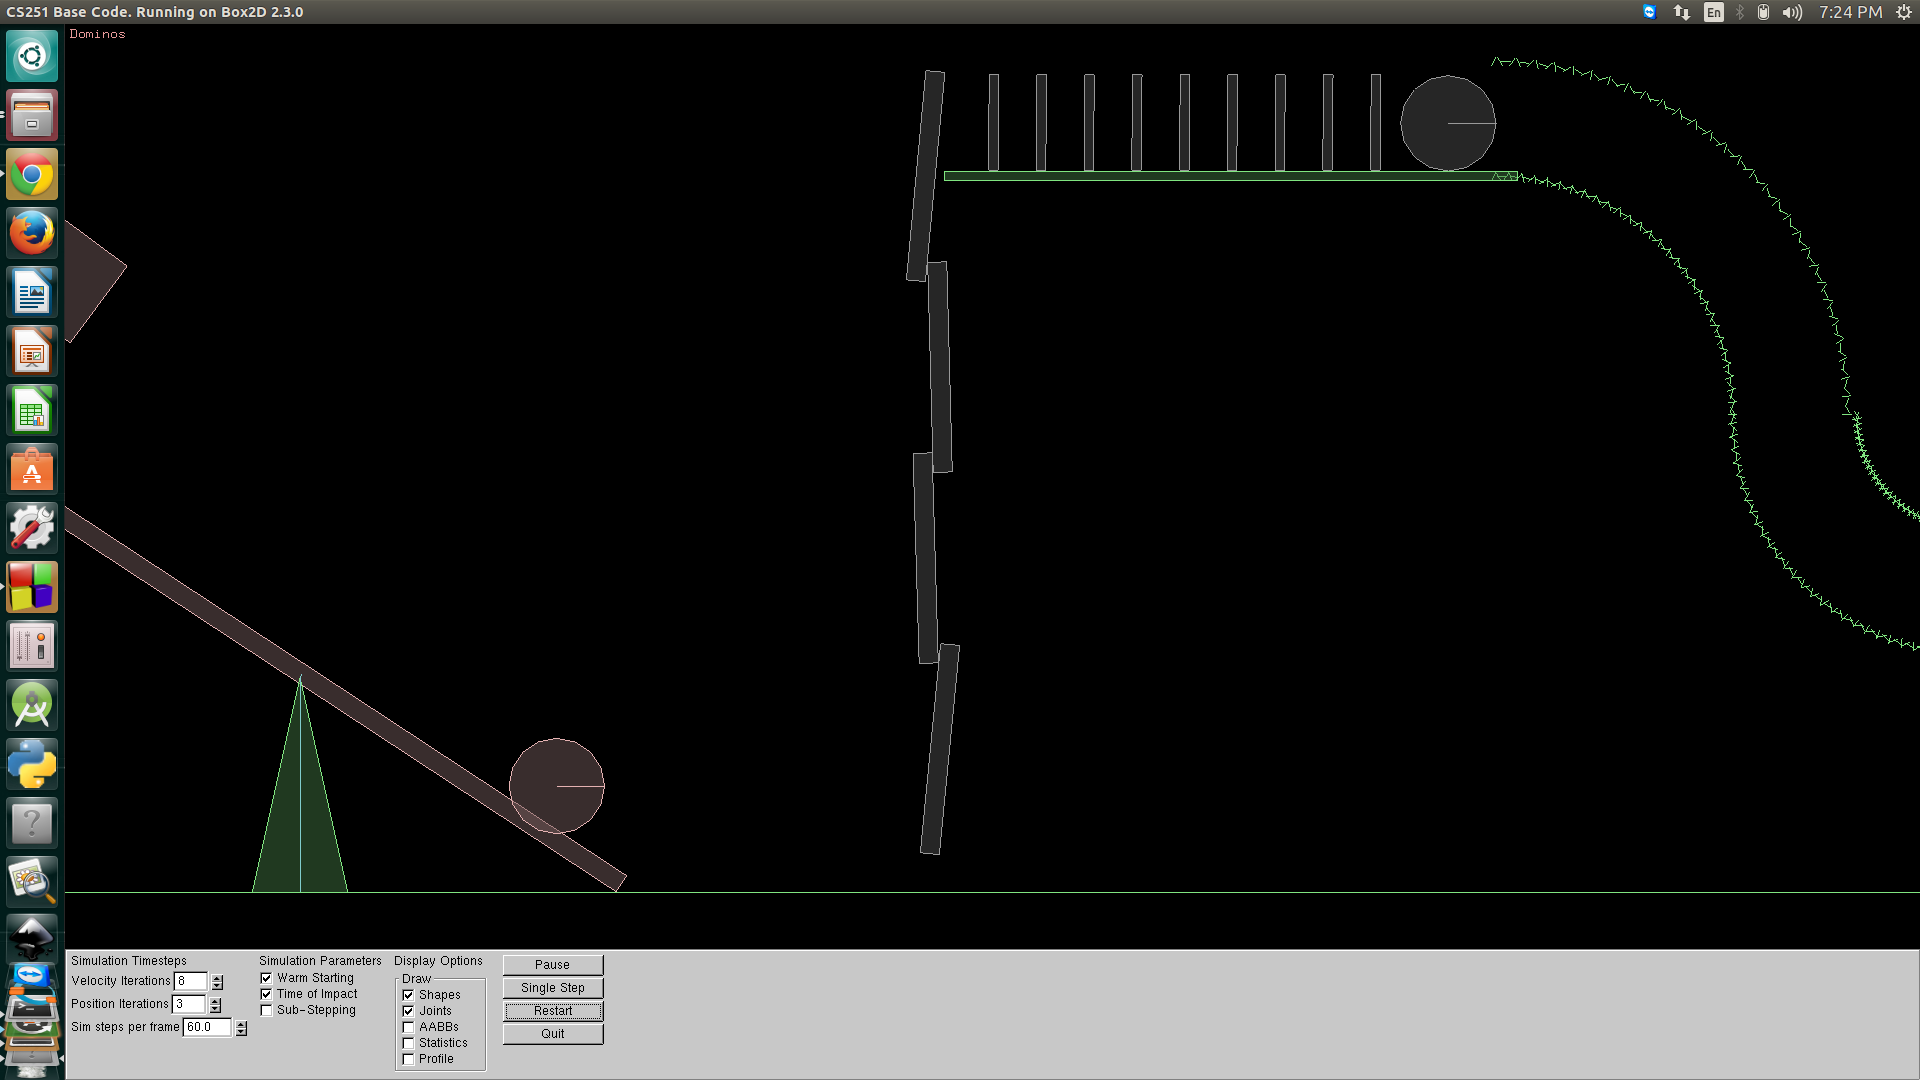 CS251 Base Code. Running on Box2D 2.3.0
En
7:24 PM
Dominos
Simulation Timesteps
Velocity Iterations 8
Position Iterations 3
Sim steps per frame 60.0
Simulation Parameters
Warm Starting
Time of Impact
Sub-Stepping
Display Options
Draw
Shapes
Joints
AABBs
Statistics
Profile
Pause
Single Step
Restart
Quit